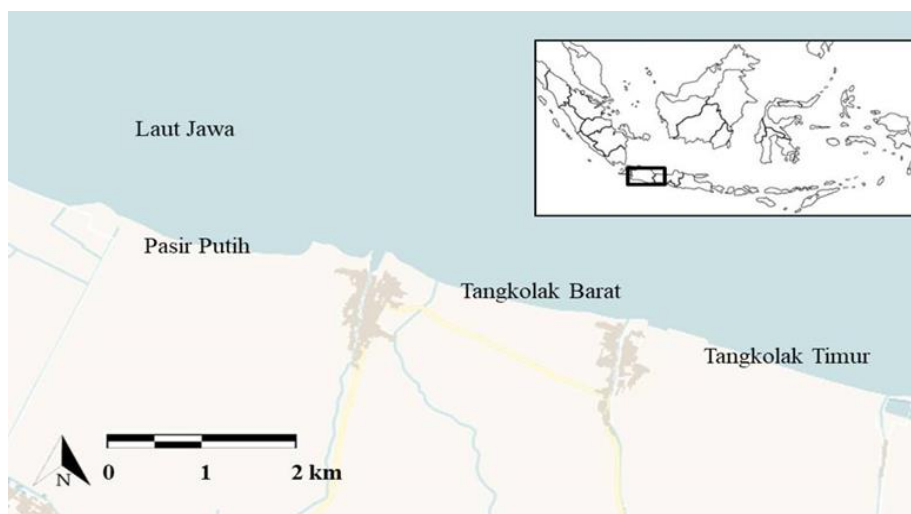 Laut Jawa
Pasir Putih
Tangkolak Barat
Tangkolak Timur
N
0 1 2 km